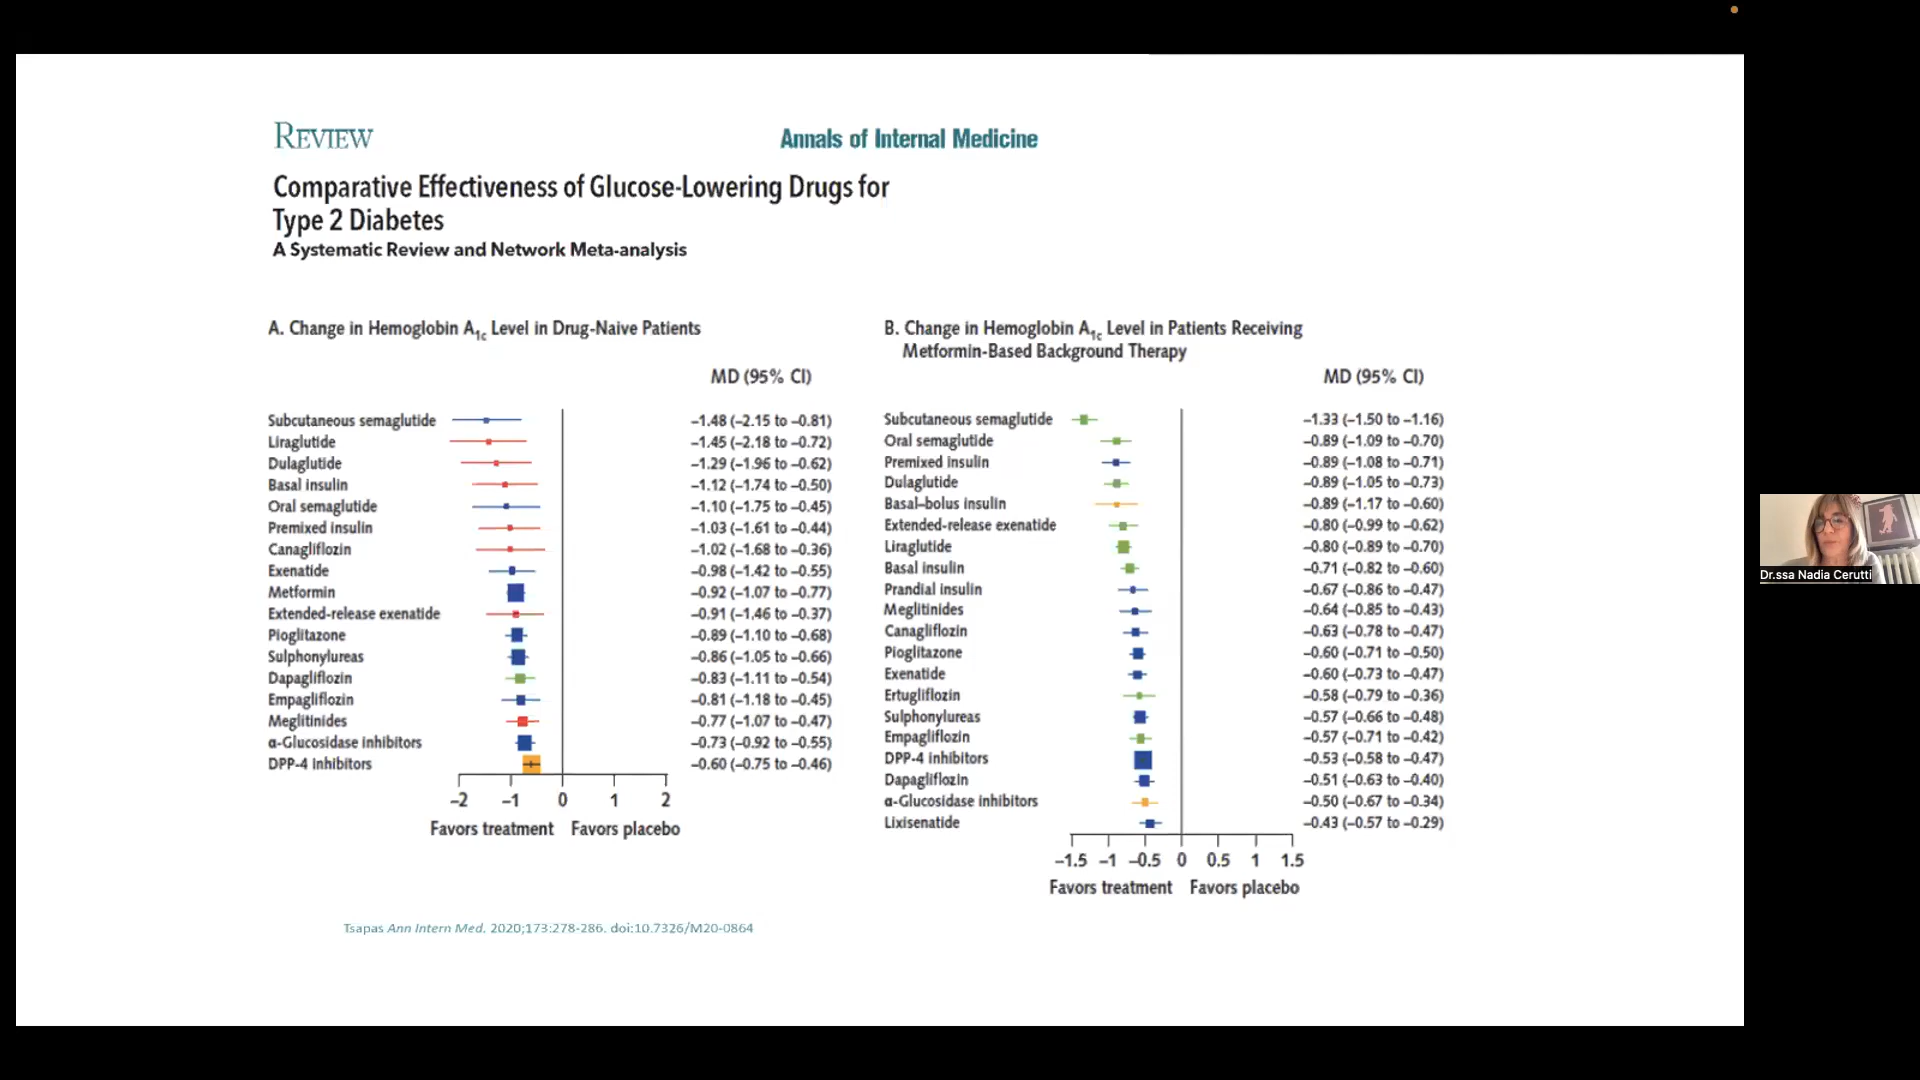 REVIEW
Annals of Internal Medicine
Comparative Effectiveness of Glucose-Lowering Drugs for
Type 2 Diabetes
A Systematic Review and Network Meta-analysis
A. Change in Hemoglobin A1c Level in Drug-Naive Patients
MD (95% CI)
Subcutaneous semaglutide –1.48 (–2.15 to –0.81)
Liraglutide –1.45 (–2.18 to –0.72)
Dulaglutide –1.29 (–1.96 to –0.62)
Basal insulin –1.12 (–1.74 to –0.50)
Oral semaglutide –1.10 (–1.75 to –0.45)
Premixed insulin –1.03 (–1.61 to –0.44)
Canagliflozin –1.02 (–1.68 to –0.36)
Exenatide –0.98 (–1.42 to –0.55)
Metformin –0.92 (–1.07 to –0.77)
Extended-release exenatide –0.91 (–1.46 to –0.37)
Pioglitazone –0.89 (–1.10 to –0.68)
Sulphonylureas –0.86 (–1.05 to –0.66)
Dapagliflozin –0.83 (–1.11 to –0.54)
Empagliflozin –0.81 (–1.18 to –0.45)
Meglitinides –0.77 (–1.07 to –0.47)
α-Glucosidase inhibitors –0.73 (–0.92 to –0.55)
DPP-4 inhibitors –0.60 (–0.75 to –0.46)
–2 –1 0 1 2
Favors treatment Favors placebo
B. Change in Hemoglobin A1c Level in Patients Receiving
Metformin-Based Background Therapy
MD (95% CI)
Subcutaneous semaglutide –1.33 (–1.50 to –1.16)
Oral semaglutide –0.89 (–1.09 to –0.70)
Premixed insulin –0.89 (–1.08 to –0.71)
Dulaglutide –0.89 (–1.05 to –0.73)
Basal–bolus insulin –0.89 (–1.17 to –0.60)
Extended-release exenatide –0.80 (–0.99 to –0.62)
Liraglutide –0.80 (–0.89 to –0.70)
Basal insulin –0.71 (–0.82 to –0.60)
Prandial insulin –0.67 (–0.86 to –0.47)
Meglitinides –0.64 (–0.85 to –0.43)
Canagliflozin –0.63 (–0.78 to –0.47)
Pioglitazone –0.60 (–0.71 to –0.50)
Exenatide –0.60 (–0.73 to –0.47)
Ertugliflozin –0.58 (–0.79 to –0.36)
Sulphonylureas –0.57 (–0.66 to –0.48)
Empagliflozin –0.57 (–0.71 to –0.42)
DPP-4 inhibitors –0.53 (–0.58 to –0.47)
Dapagliflozin –0.51 (–0.63 to –0.40)
α-Glucosidase inhibitors –0.50 (–0.67 to –0.34)
Lixisenatide –0.43 (–0.57 to –0.29)
–1.5 –1 –0.5 0 0.5 1 1.5
Favors treatment Favors placebo
Tsapas Ann Intern Med. 2020;173:278-286. doi:10.7326/M20-0864
Dr.ssa Nadia Cerutti